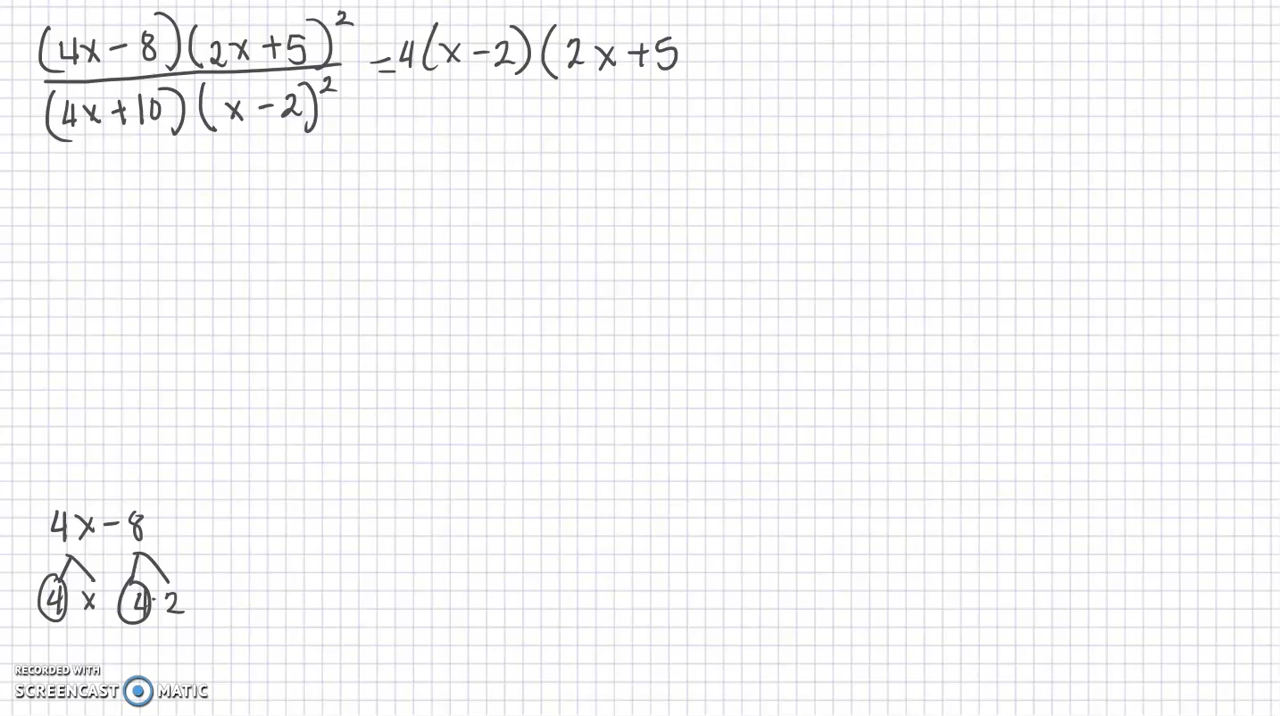 (4x-8)(2x+5)² = 4(x-2)(2x+5
(4x+10)(x-2)²
4x-8
4 x 4·2
RECORDED WITH
SCREENCAST MATIC